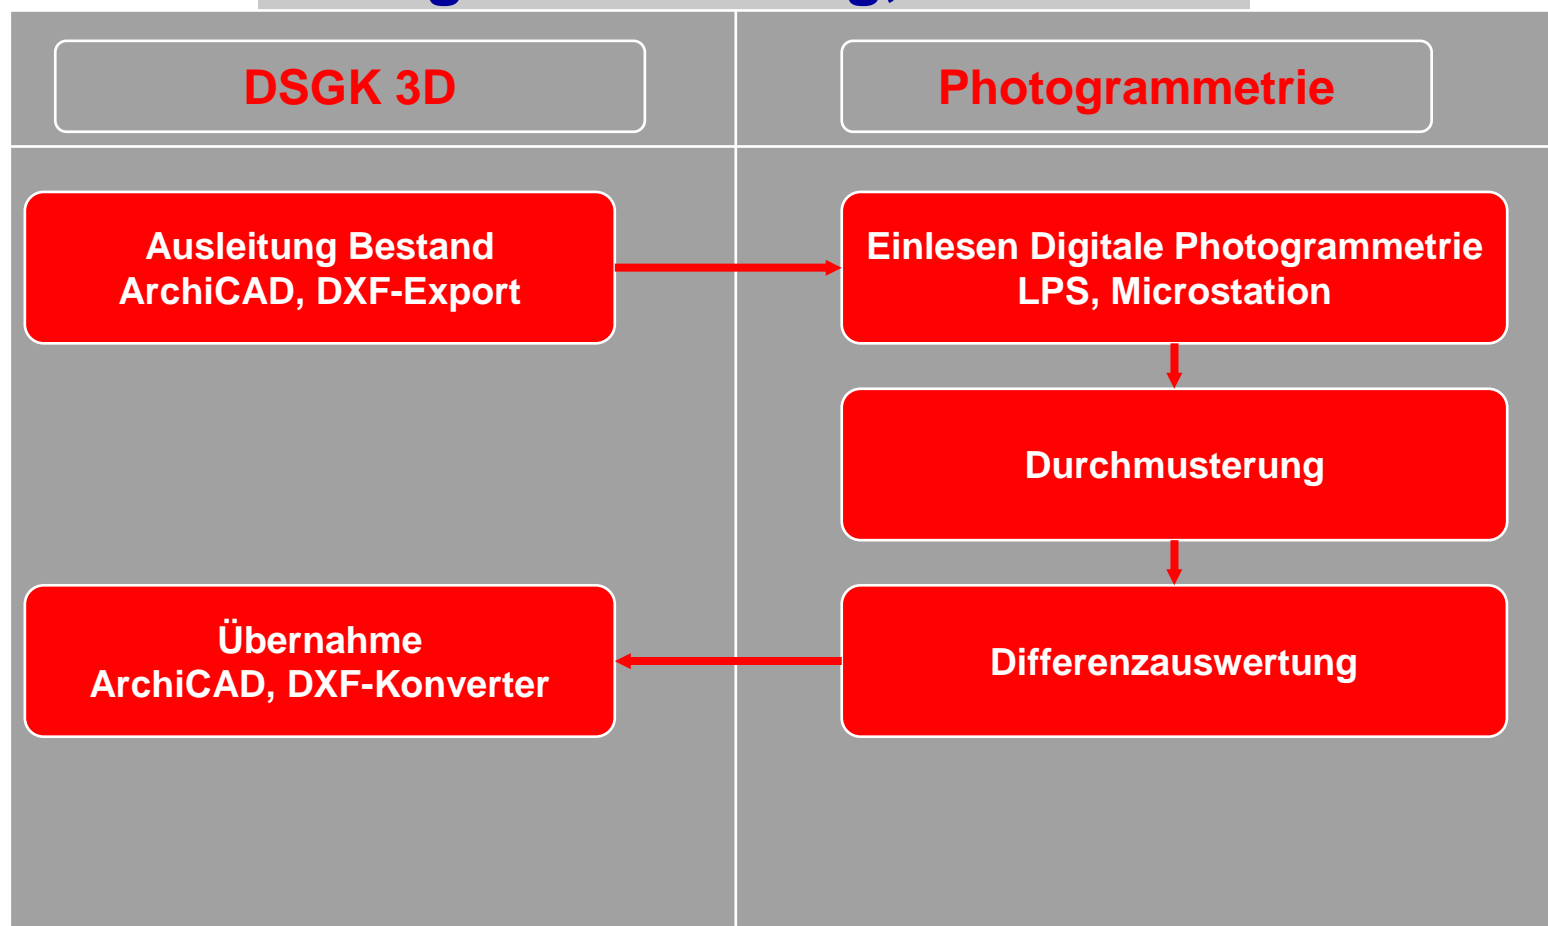 DSGK 3D
Photogrammetrie
Ausleitung Bestand
ArchiCAD, DXF-Export
Einlesen Digitale Photogrammetrie
LPS, Microstation
Durchmusterung
Übernahme
ArchiCAD, DXF-Konverter
Differenzauswertung